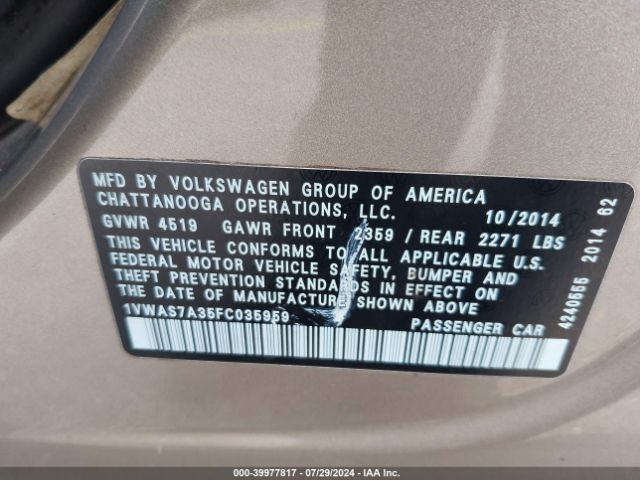 MFD BY VOLKSWAGEN GROUP OF AMERICA
CHATTANOOGA OPERATIONS, LLC. 10/2014
GVWR 4519 GAWR FRONT 2359 / REAR 2271 LBS
THIS VEHICLE CONFORMS TO ALL APPLICABLE U.S.
FEDERAL MOTOR VEHICLE SAFETY, BUMPER AND
THEFT PREVENTION STANDARDS IN EFFECT ON
THE DATE OF MANUFACTURE SHOWN ABOVE
1VWAS7A35FC035959 PASSENGER CAR
4240555 2014 62
000-39977817 - 07/29/2024 - IAA Inc.